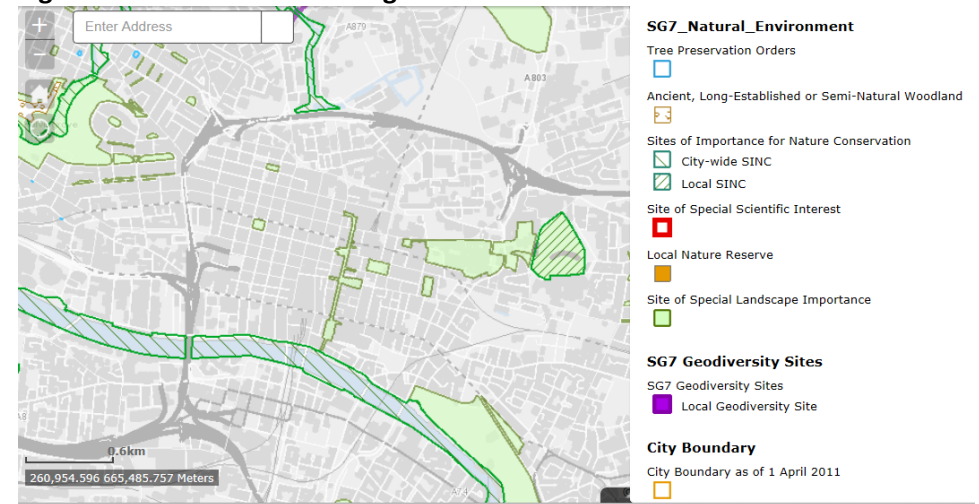 +
Enter Address
A879
A 803
−
0.6km
260,954.596 665,485.757 Meters
A74
SG7_Natural_Environment
Tree Preservation Orders
Ancient, Long-Established or Semi-Natural Woodland
Sites of Importance for Nature Conservation
City-wide SINC
Local SINC
Site of Special Scientific Interest
Local Nature Reserve
Site of Special Landscape Importance
SG7 Geodiversity Sites
SG7 Geodiversity Sites
Local Geodiversity Site
City Boundary
City Boundary as of 1 April 2011